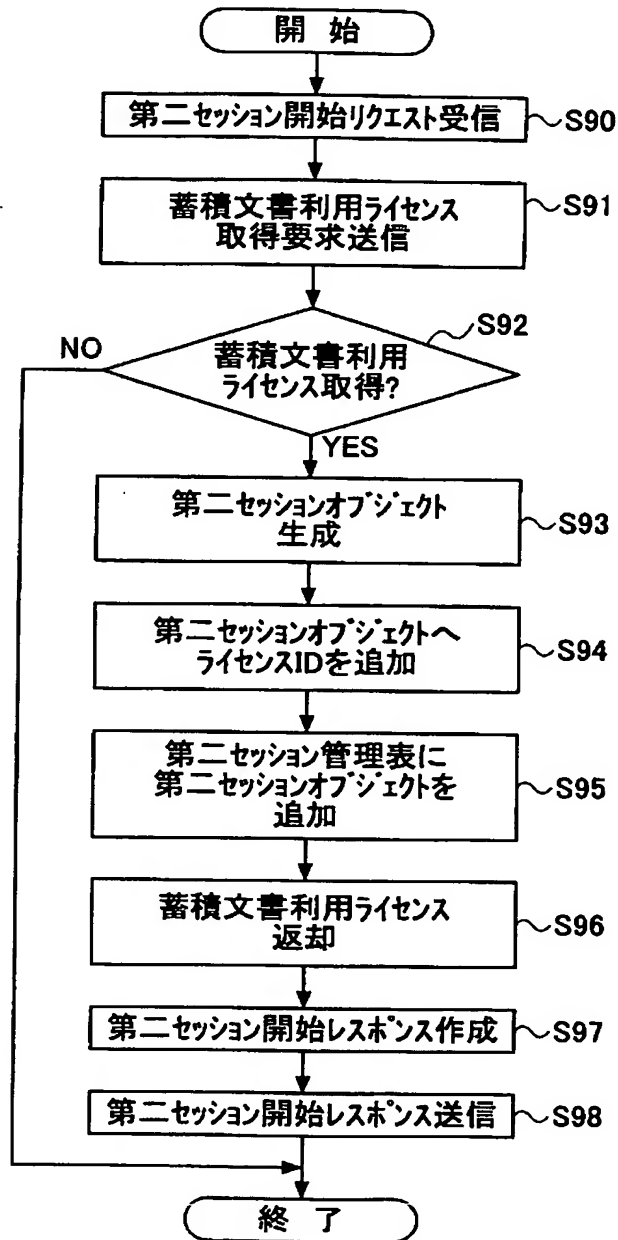 開始
第二セッション開始リクエスト受信
S90
蓄積文書利用ライセンス
取得要求送信
S91
S92
NO
蓄積文書利用
ライセンス取得?
YES
第二セッションオブジェクト
生成
S93
第二セッションオブジェクトへ
ライセンスIDを追加
S94
第二セッション管理表に
第二セッションオブジェクトを
追加
S95
蓄積文書利用ライセンス
返却
S96
第二セッション開始レスポンス作成
S97
第二セッション開始レスポンス送信
S98
終了